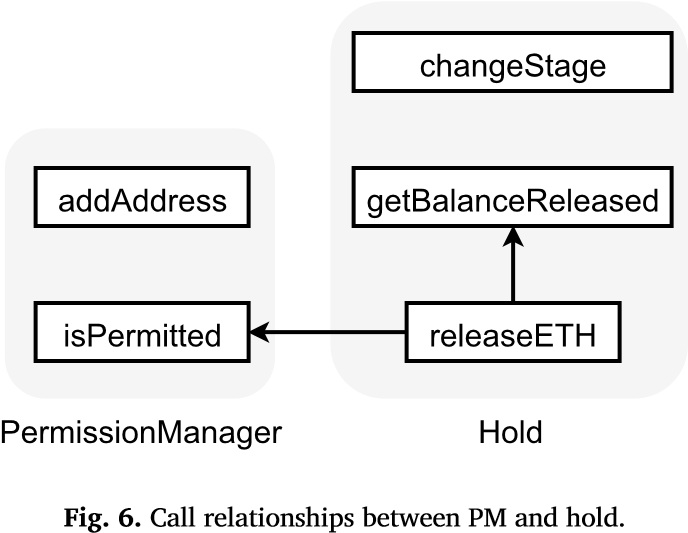 changeStage
addAddress
getBalanceReleased
isPermitted
releaseETH
PermissionManager
Hold
Fig. 6. Call relationships between PM and hold.